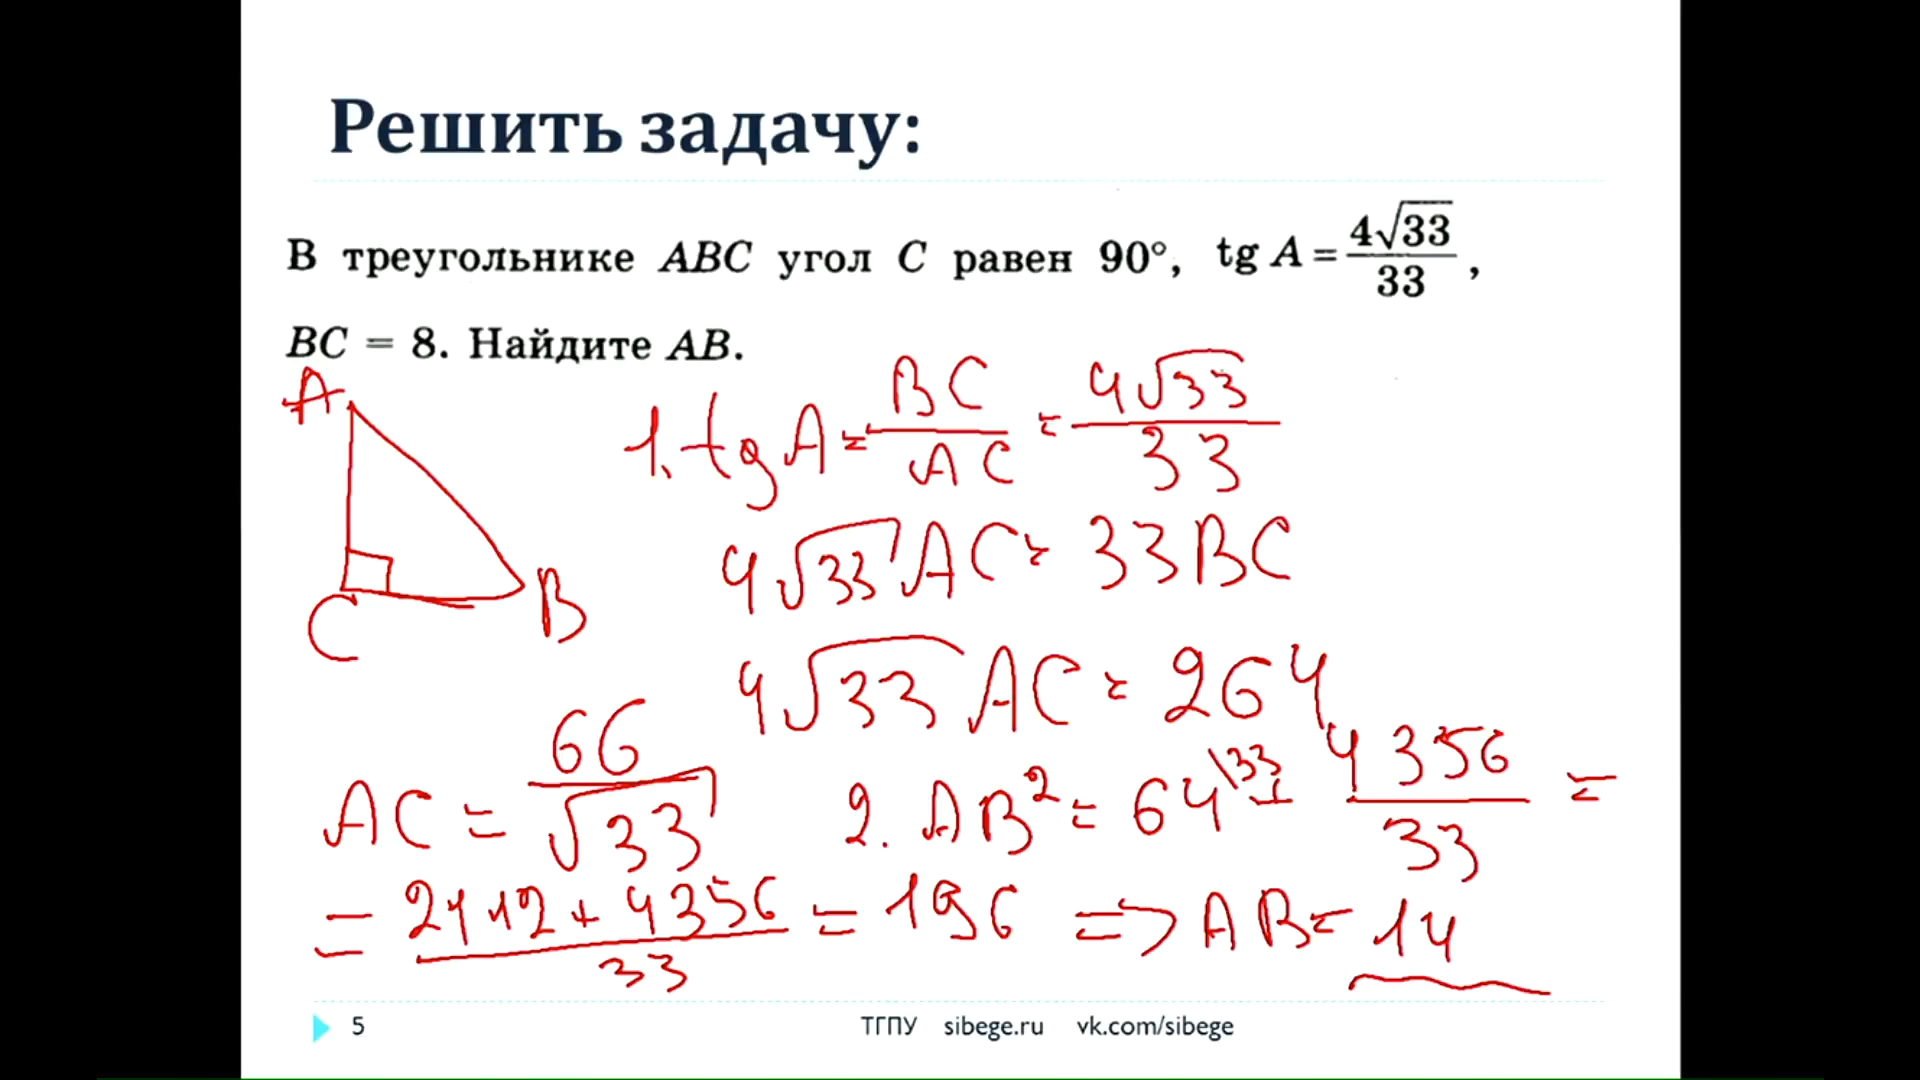 Решить задачу:
В треугольнике ABC угол C равен 90°, tg A = 4√33/33,
BC = 8. Найдите AB.
A
B
C
1. tg A = BC/AC = 4√33/33
4√33 AC = 33BC
4√33 AC = 264
AC = 66/√33
2. AB² = 64\33 + 4356/33 =
= 2112 + 4356/33 = 196 => AB = 14
5
ТГПУ sibege.ru vk.com/sibege